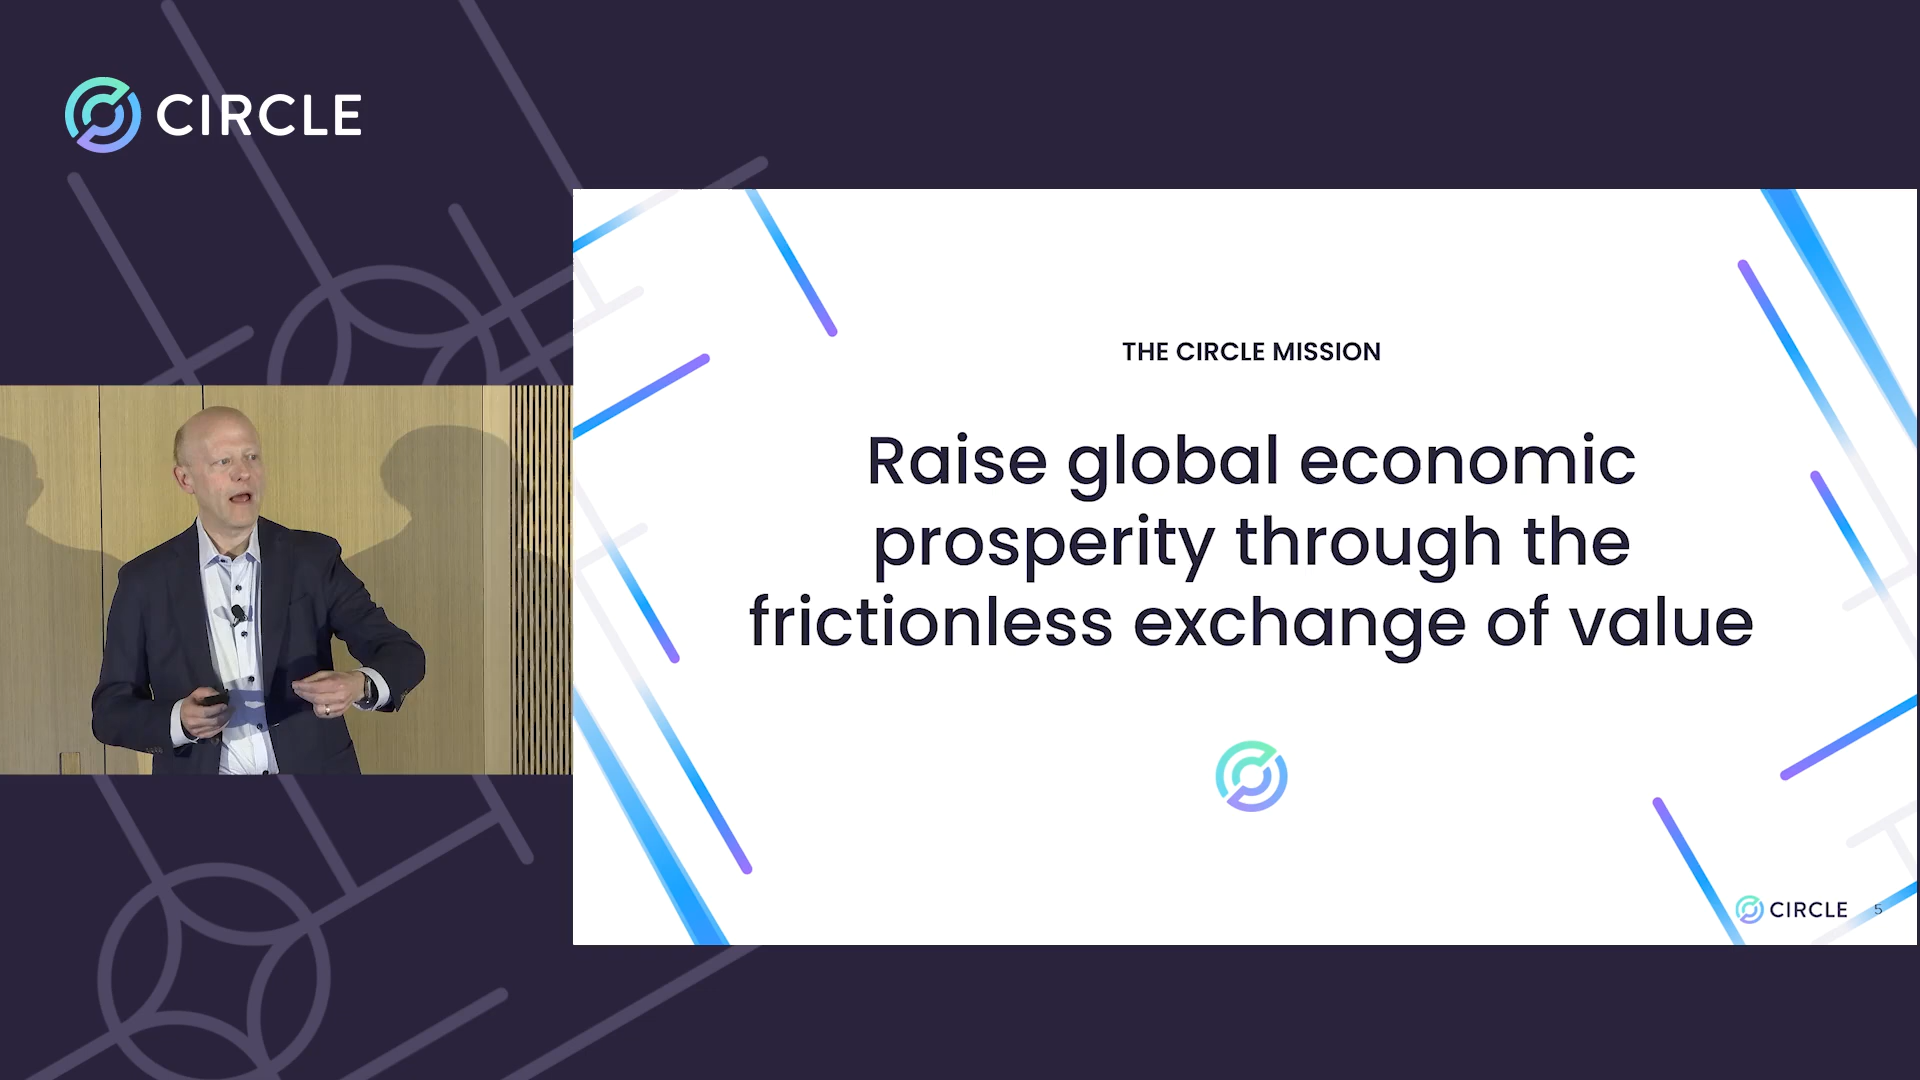 CIRCLE
THE CIRCLE MISSION
Raise global economic
prosperity through the
frictionless exchange of value
CIRCLE 5